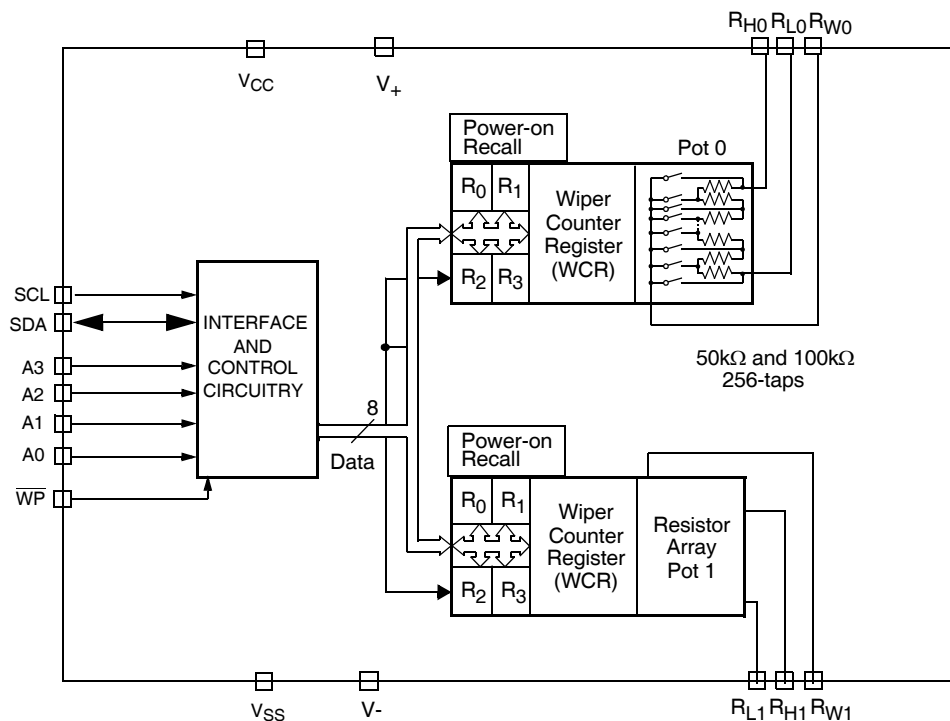 RH0 RL0 RW0
VCC
V+
Power-on
Recall
Pot 0
R0 R1
R2 R3
Wiper
Counter
Register
(WCR)
SCL
SDA
A3
A2
A1
A0
WP
INTERFACE
AND
CONTROL
CIRCUITRY
50kΩ and 100kΩ
256-taps
8
Data
Power-on
Recall
R0 R1
R2 R3
Wiper
Counter
Register
(WCR)
Resistor
Array
Pot 1
VSS
V-
RL1 RH1 RW1